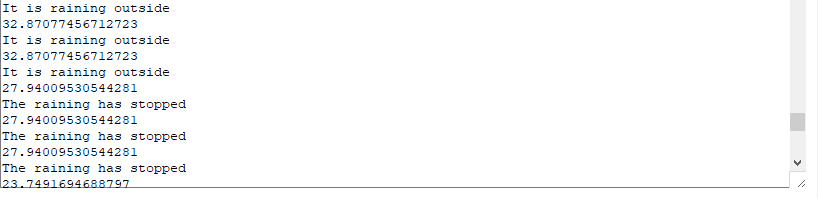 It is raining outside
32.87077456712723
It is raining outside
32.87077456712723
It is raining outside
27.94009530544281
The raining has stopped
27.94009530544281
The raining has stopped
27.94009530544281
The raining has stopped
23.7491694688797